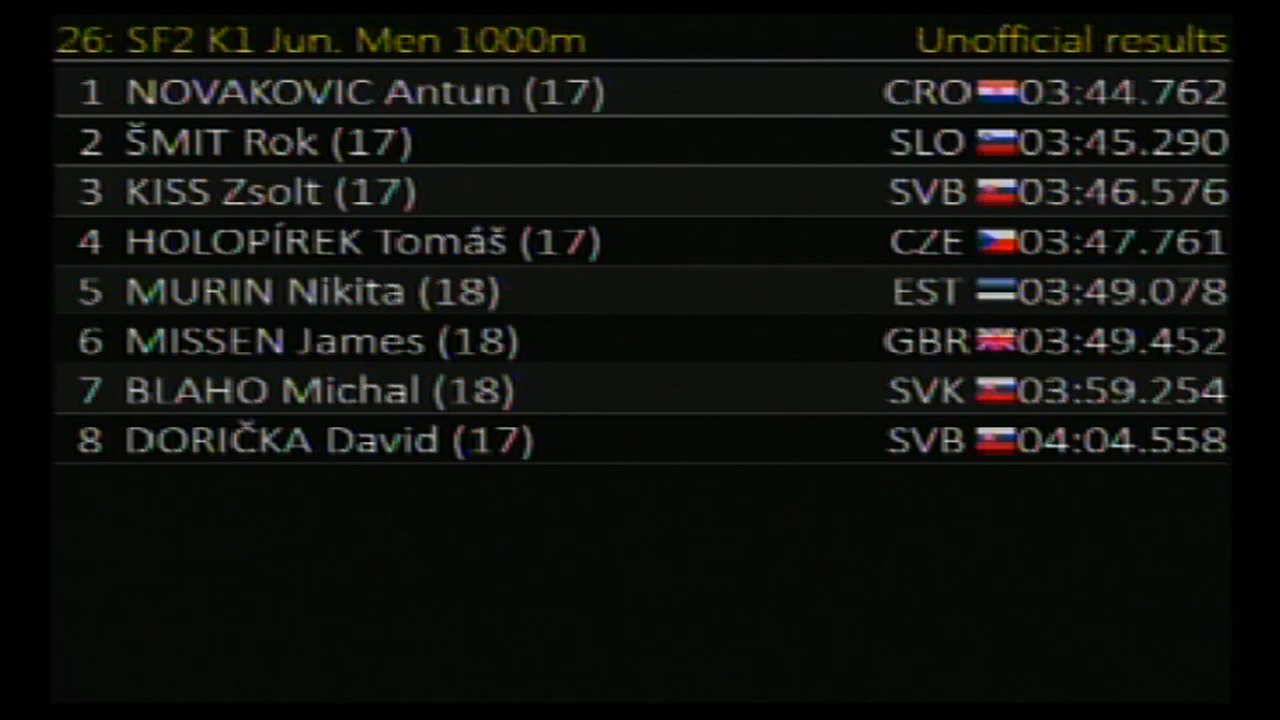 26: SF2 K1 Jun. Men 1000m Unofficial results
1 NOVAKOVIC Antun (17) CRO 03:44.762
2 ŠMIT Rok (17) SLO 03:45.290
3 KISS Zsolt (17) SVB 03:46.576
4 HOLOPÍREK Tomáš (17) CZE 03:47.761
5 MURIN Nikita (18) EST 03:49.078
6 MISSEN James (18) GBR 03:49.452
7 BLAHO Michal (18) SVK 03:59.254
8 DORIČKA David (17) SVB 04:04.558